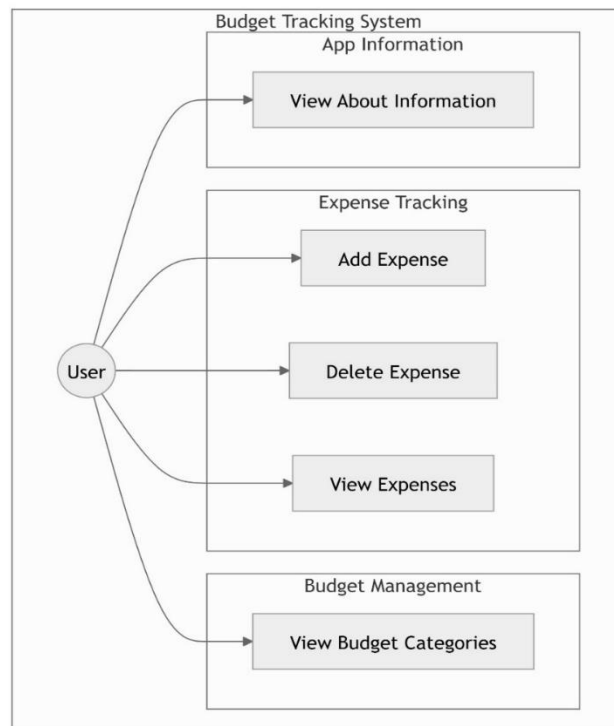 Budget Tracking System
App Information
View About Information
Expense Tracking
Add Expense
User
Delete Expense
View Expenses
Budget Management
View Budget Categories